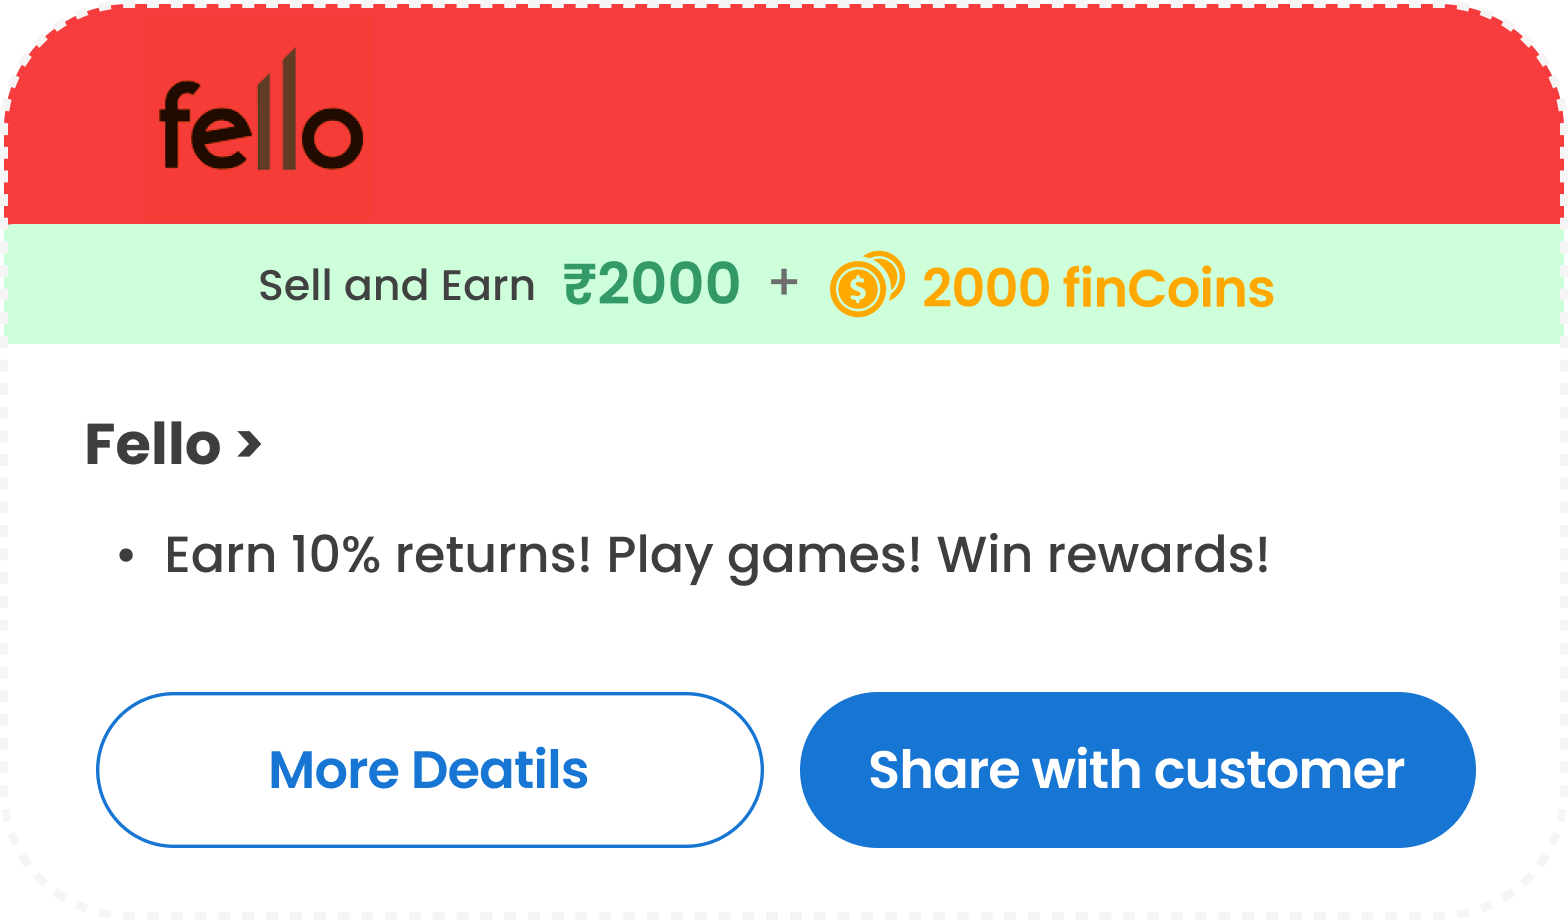 fello
Sell and Earn ₹2000 + $ 2000 finCoins
Fello >
• Earn 10% returns! Play games! Win rewards!
More Deatils
Share with customer